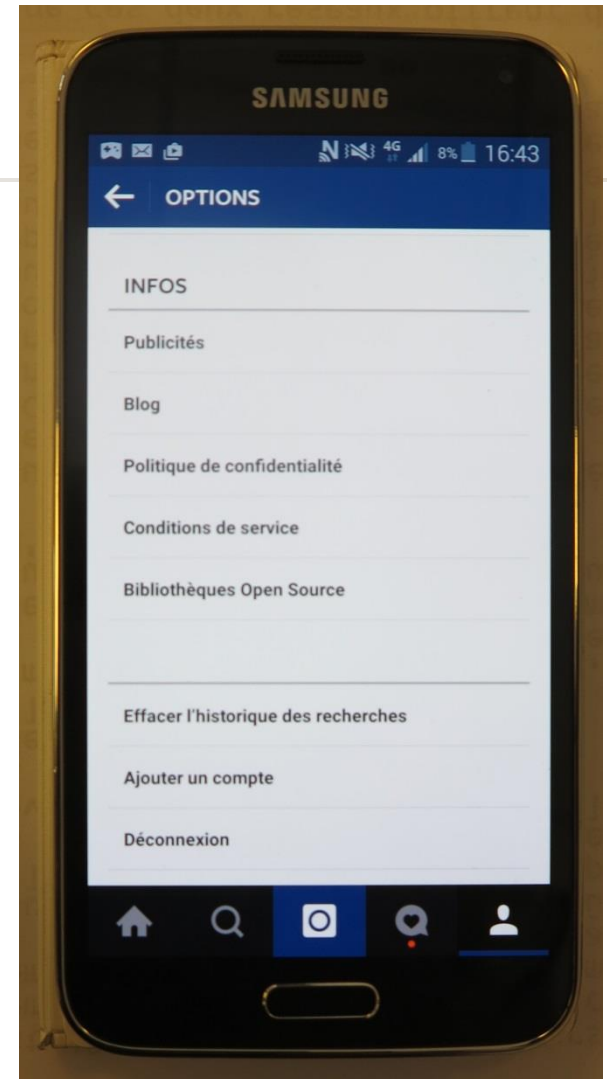 SAMSUNG
4G 8% 16:43
OPTIONS
INFOS
Publicités
Blog
Politique de confidentialité
Conditions de service
Bibliothèques Open Source
Effacer l'historique des recherches
Ajouter un compte
Déconnexion